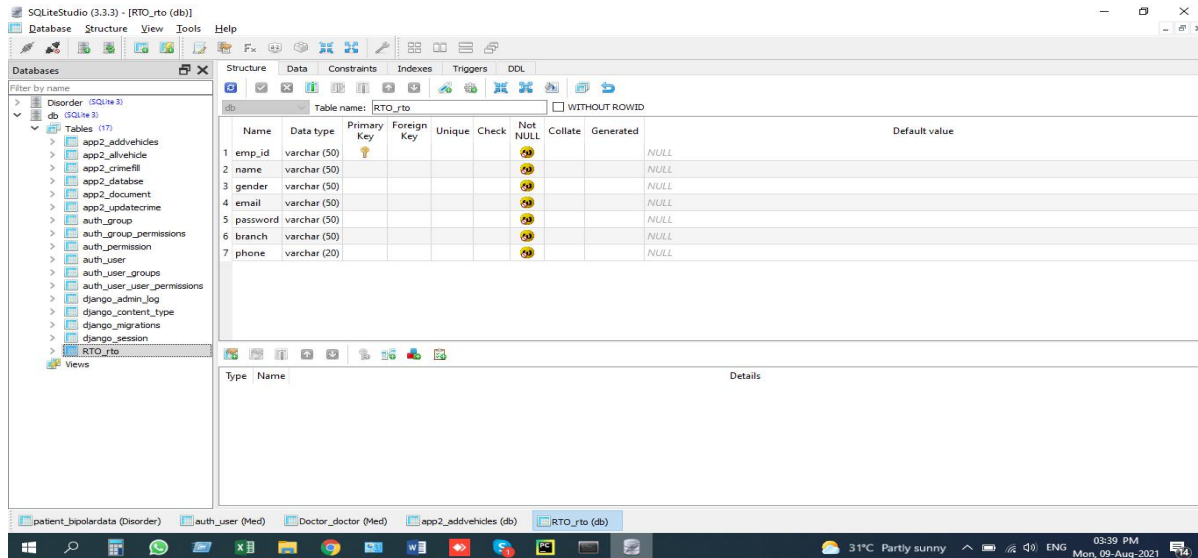 SQLiteStudio (3.3.3) - [RTO_rto (db)]
Database Structure View Tools Help
Databases
Filter by name
Disorder (SQLite 3)
db (SQLite 3)
Tables (17)
app2_addvehicles
app2_allvehicle
app2_crimefill
app2_databse
app2_document
app2_updatecrime
auth_group
auth_group_permissions
auth_permission
auth_user
auth_user_groups
auth_user_user_permissions
django_admin_log
django_content_type
django_migrations
django_session
RTO_rto
Views
Structure Data Constraints Indexes Triggers DDL
db Table name: RTO_rto WITHOUT ROWID
Name Data type Primary Key Foreign Key Unique Check Not NULL Collate Generated Default value
1 emp_id varchar (50) NULL
2 name varchar (50) NULL
3 gender varchar (50) NULL
4 email varchar (50) NULL
5 password varchar (50) NULL
6 branch varchar (50) NULL
7 phone varchar (20) NULL
Type Name Details
patient_bipolardata (Disorder) auth_user (Med) Doctor_doctor (Med) app2_addvehicles (db) RTO_rto (db)
31°C Partly sunny ENG 03:39 PM
Mon, 09-Aug-2021